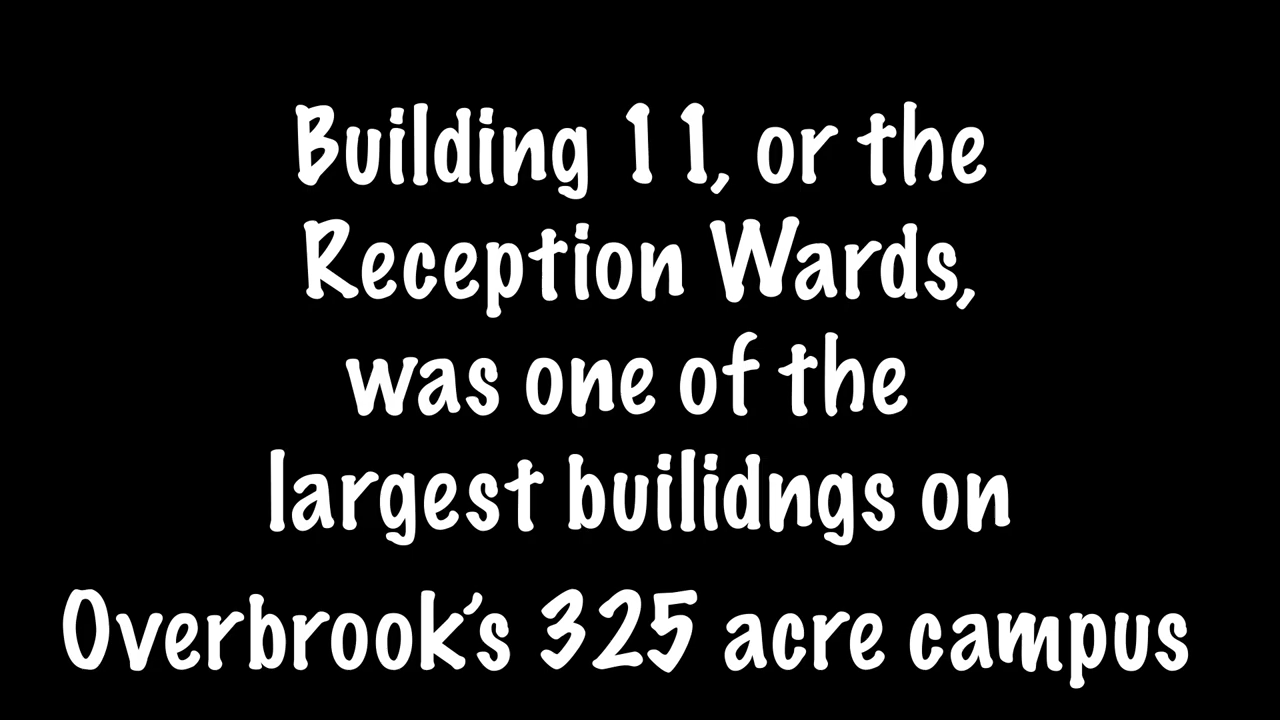 Building 11, or the
Reception Wards,
was one of the
largest builidngs on
Overbrook's 325 acre campus